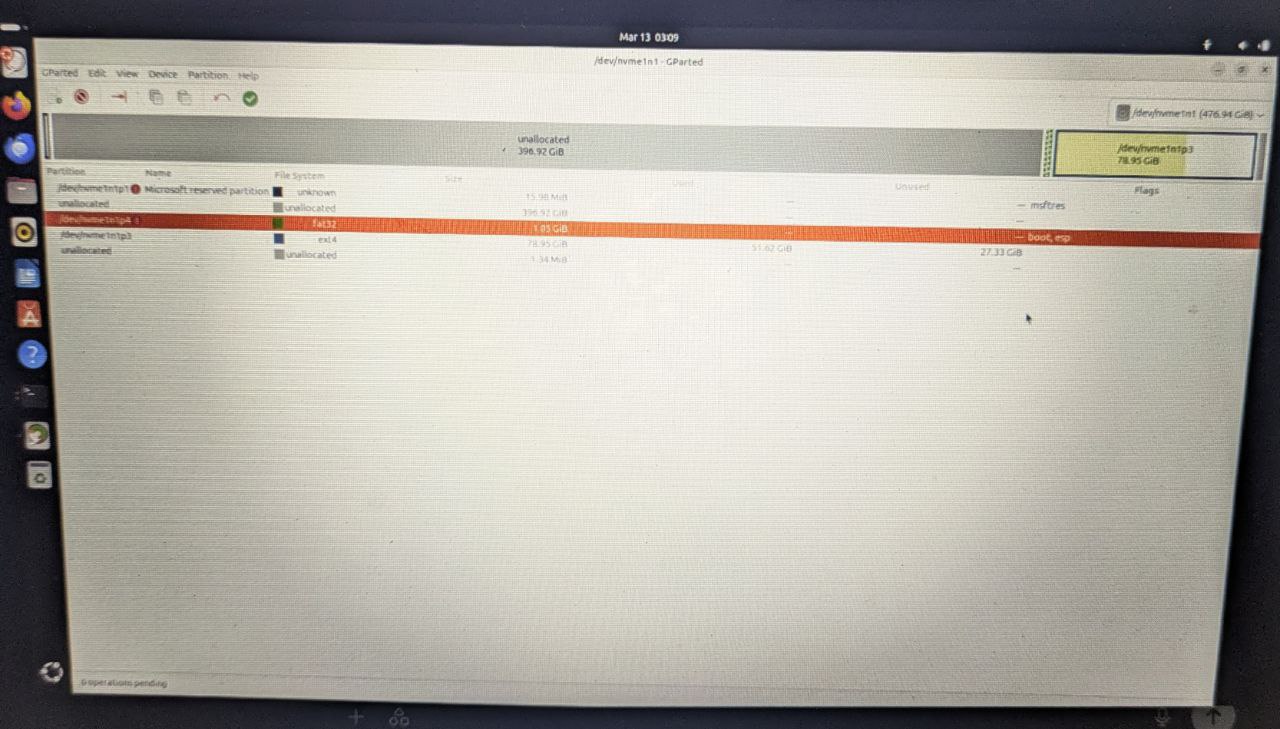 Mar 13 03:09
/dev/nvme1n1 - GParted
GParted Edit View Device Partition Help
/dev/nvme1n1 (476.94 GiB)
unallocated
396.92 GiB
/dev/nvme1n1p3
78.95 GiB
Partition Name File System Size Used Unused Flags
/dev/nvme1n1p1 Microsoft reserved partition unknown 15.98 MiB — — msftres
unallocated unallocated 396.92 GiB — —
/dev/nvme1n1p4 fat32 1.05 GiB — — boot, esp
/dev/nvme1n1p3 ext4 78.95 GiB 51.62 GiB 27.33 GiB
unallocated unallocated 1.34 MiB — —
operations pending